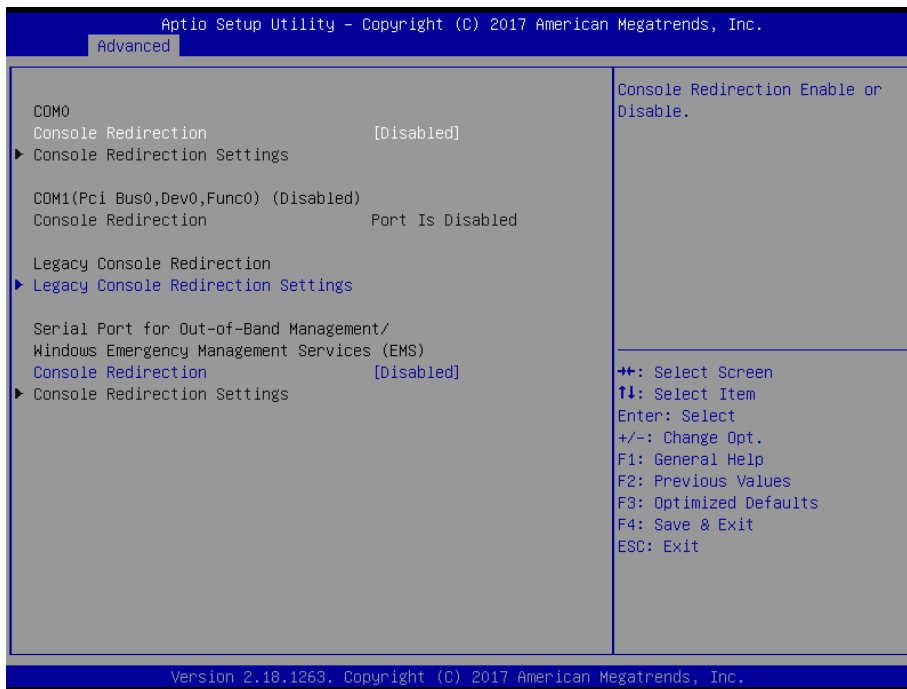 Aptio Setup Utility – Copyright (C) 2017 American Megatrends, Inc.
Advanced
COM0
Console Redirection [Disabled]
▶ Console Redirection Settings
COM1(Pci Bus0,Dev0,Func0) (Disabled)
Console Redirection Port Is Disabled
Legacy Console Redirection
▶ Legacy Console Redirection Settings
Serial Port for Out-of-Band Management/
Windows Emergency Management Services (EMS)
Console Redirection [Disabled]
▶ Console Redirection Settings
Console Redirection Enable or
Disable.
→←: Select Screen
↑↓: Select Item
Enter: Select
+/-: Change Opt.
F1: General Help
F2: Previous Values
F3: Optimized Defaults
F4: Save & Exit
ESC: Exit
Version 2.18.1263. Copyright (C) 2017 American Megatrends, Inc.